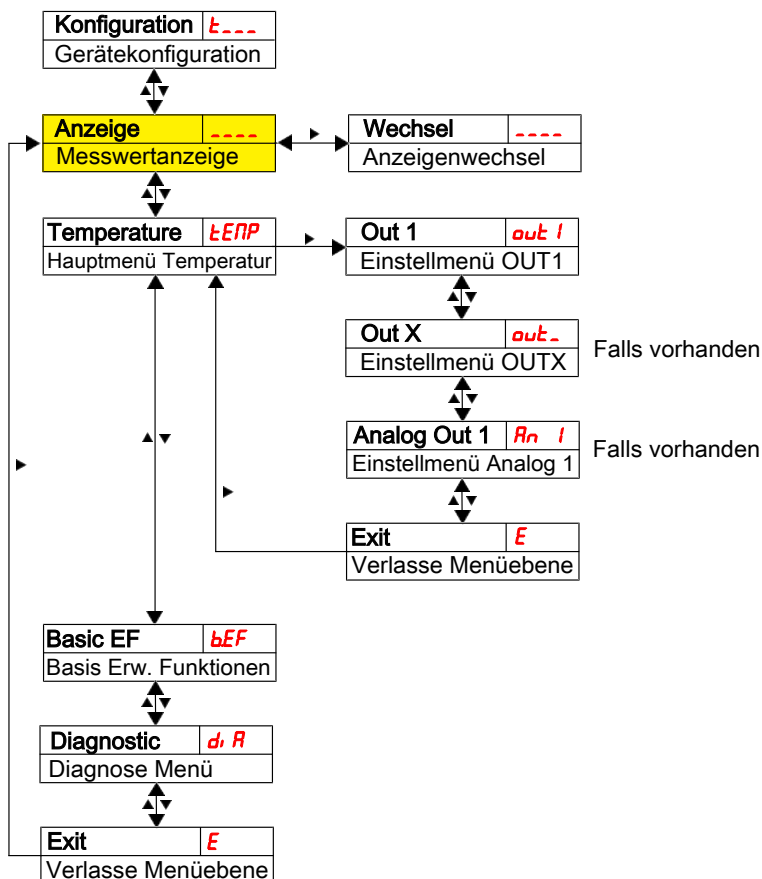 Konfiguration t___
Gerätekonfiguration
Anzeige ____
Messwertanzeige
Wechsel ____
Anzeigenwechsel
Temperature tEMP
Hauptmenü Temperatur
Out 1 out 1
Einstellmenü OUT1
Out X out_
Einstellmenü OUTX
Falls vorhanden
Analog Out 1 An 1
Einstellmenü Analog 1
Falls vorhanden
Exit E
Verlasse Menüebene
Basic EF b.EF
Basis Erw. Funktionen
Diagnostic di A
Diagnose Menü
Exit E
Verlasse Menüebene